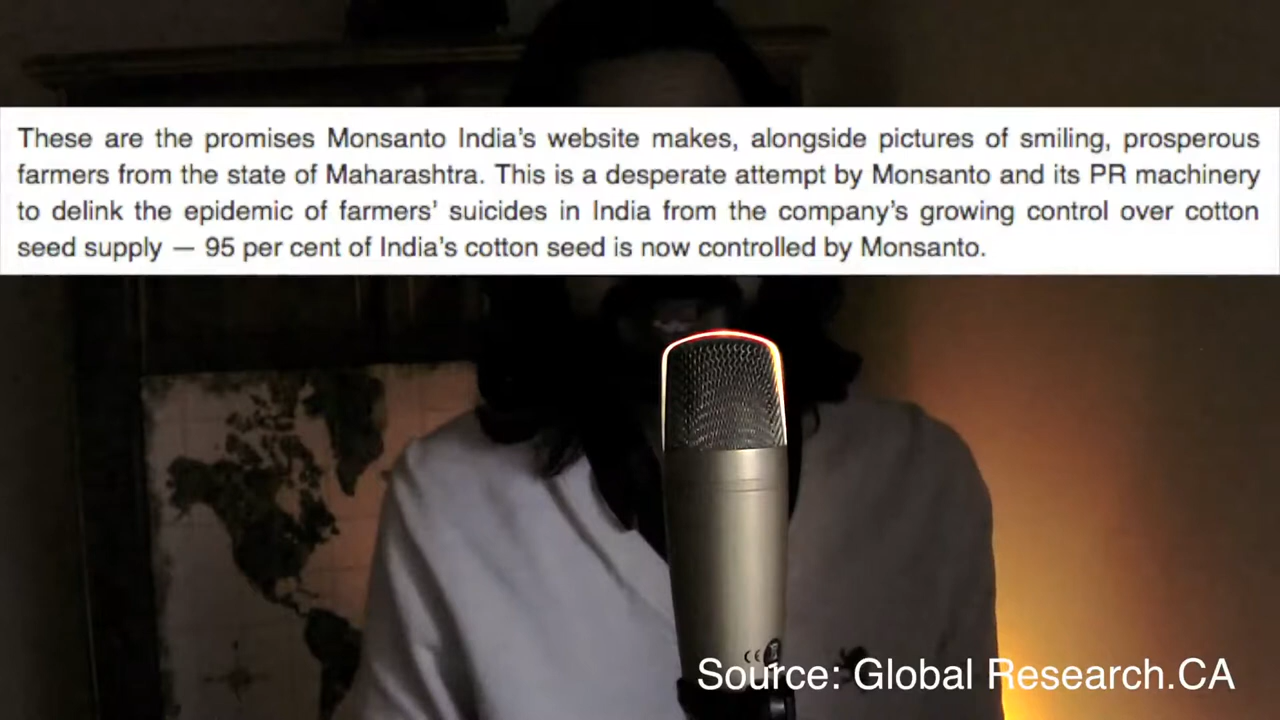 These are the promises Monsanto India's website makes, alongside pictures of smiling, prosperous
farmers from the state of Maharashtra. This is a desperate attempt by Monsanto and its PR machinery
to delink the epidemic of farmers' suicides in India from the company's growing control over cotton
seed supply — 95 per cent of India's cotton seed is now controlled by Monsanto.
CE
Source: Global Research.CA